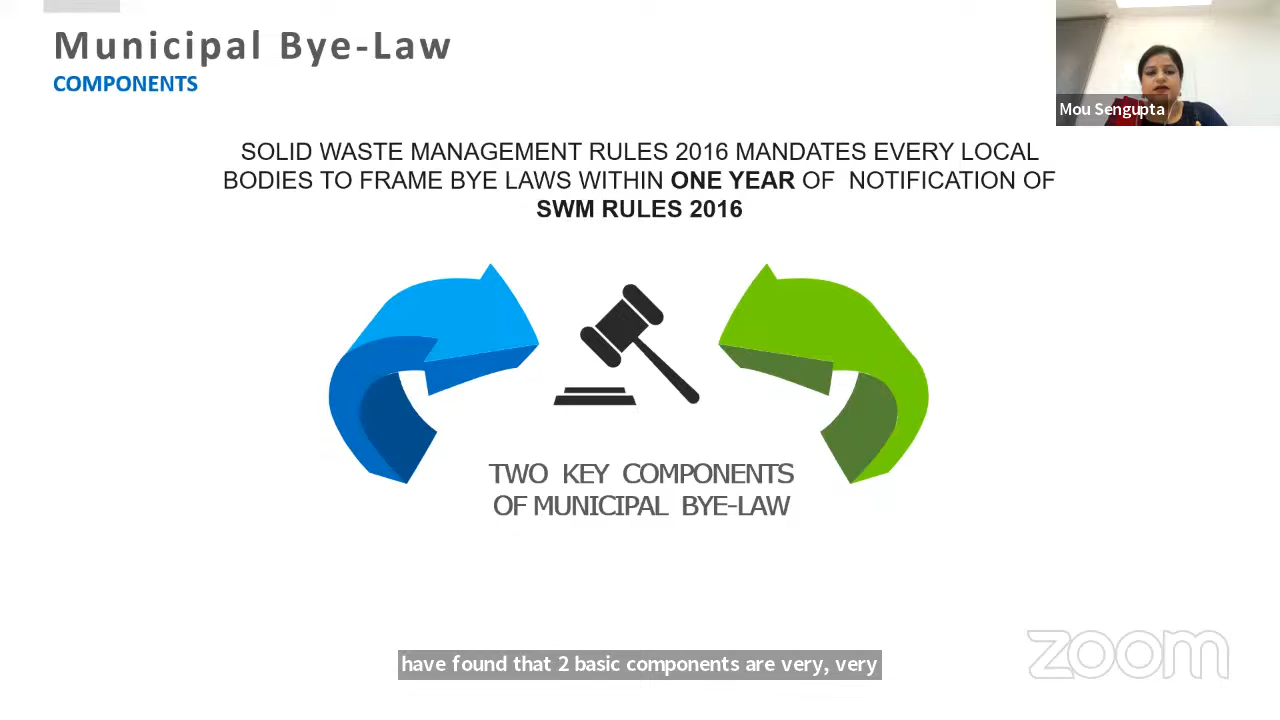 Municipal Bye-Law
COMPONENTS
Mou Sengupta
SOLID WASTE MANAGEMENT RULES 2016 MANDATES EVERY LOCAL
BODIES TO FRAME BYE LAWS WITHIN ONE YEAR OF NOTIFICATION OF
SWM RULES 2016
TWO KEY COMPONENTS
OF MUNICIPAL BYE-LAW
have found that 2 basic components are very, very
zoom